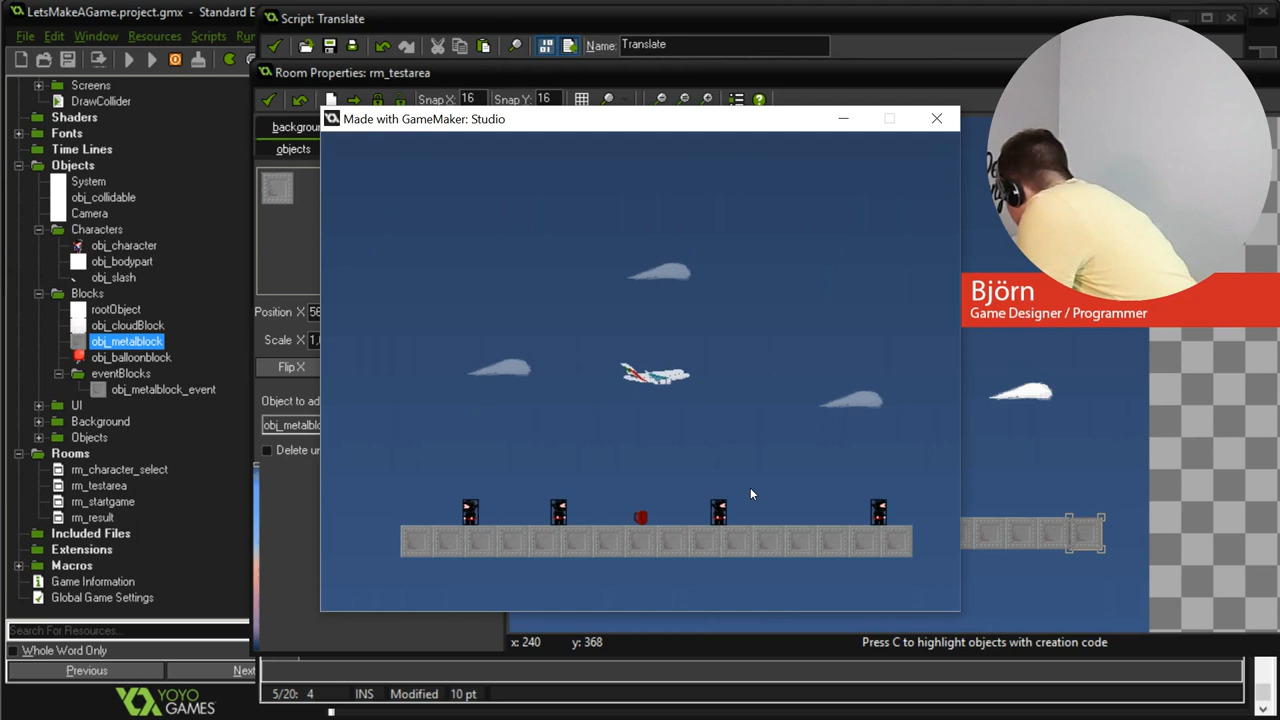 LetsMakeAGame.project.gmx - Standard E
Script: Translate
File Edit Window Resources Scripts
Name: Translate
Room Properties: rm_testarea
Snap X: 16 Snap Y: 16
Made with GameMaker: Studio
Screens
DrawCollider
Shaders
Fonts
Time Lines
Objects
System
obj_collidable
Camera
Characters
obj_character
obj_bodypart
obj_slash
Blocks
rootObject
obj_cloudBlock
obj_metalblock
obj_balloonblock
eventBlocks
obj_metalblock_event
UI
Background
Objects
Rooms
rm_character_select
rm_testarea
rm_startgame
rm_result
Included Files
Extensions
Macros
Game Information
Global Game Settings
Search For Resources...
Whole Word Only
Previous
Next
YOYO
GAMES™
objects
Position X
Scale X
Flip X
Object to ad
obj_metalblo
Delete un
x: 240 y: 368 Press C to highlight objects with creation code
5/20: 4 INS Modified 10 pt
Björn
Game Designer / Programmer